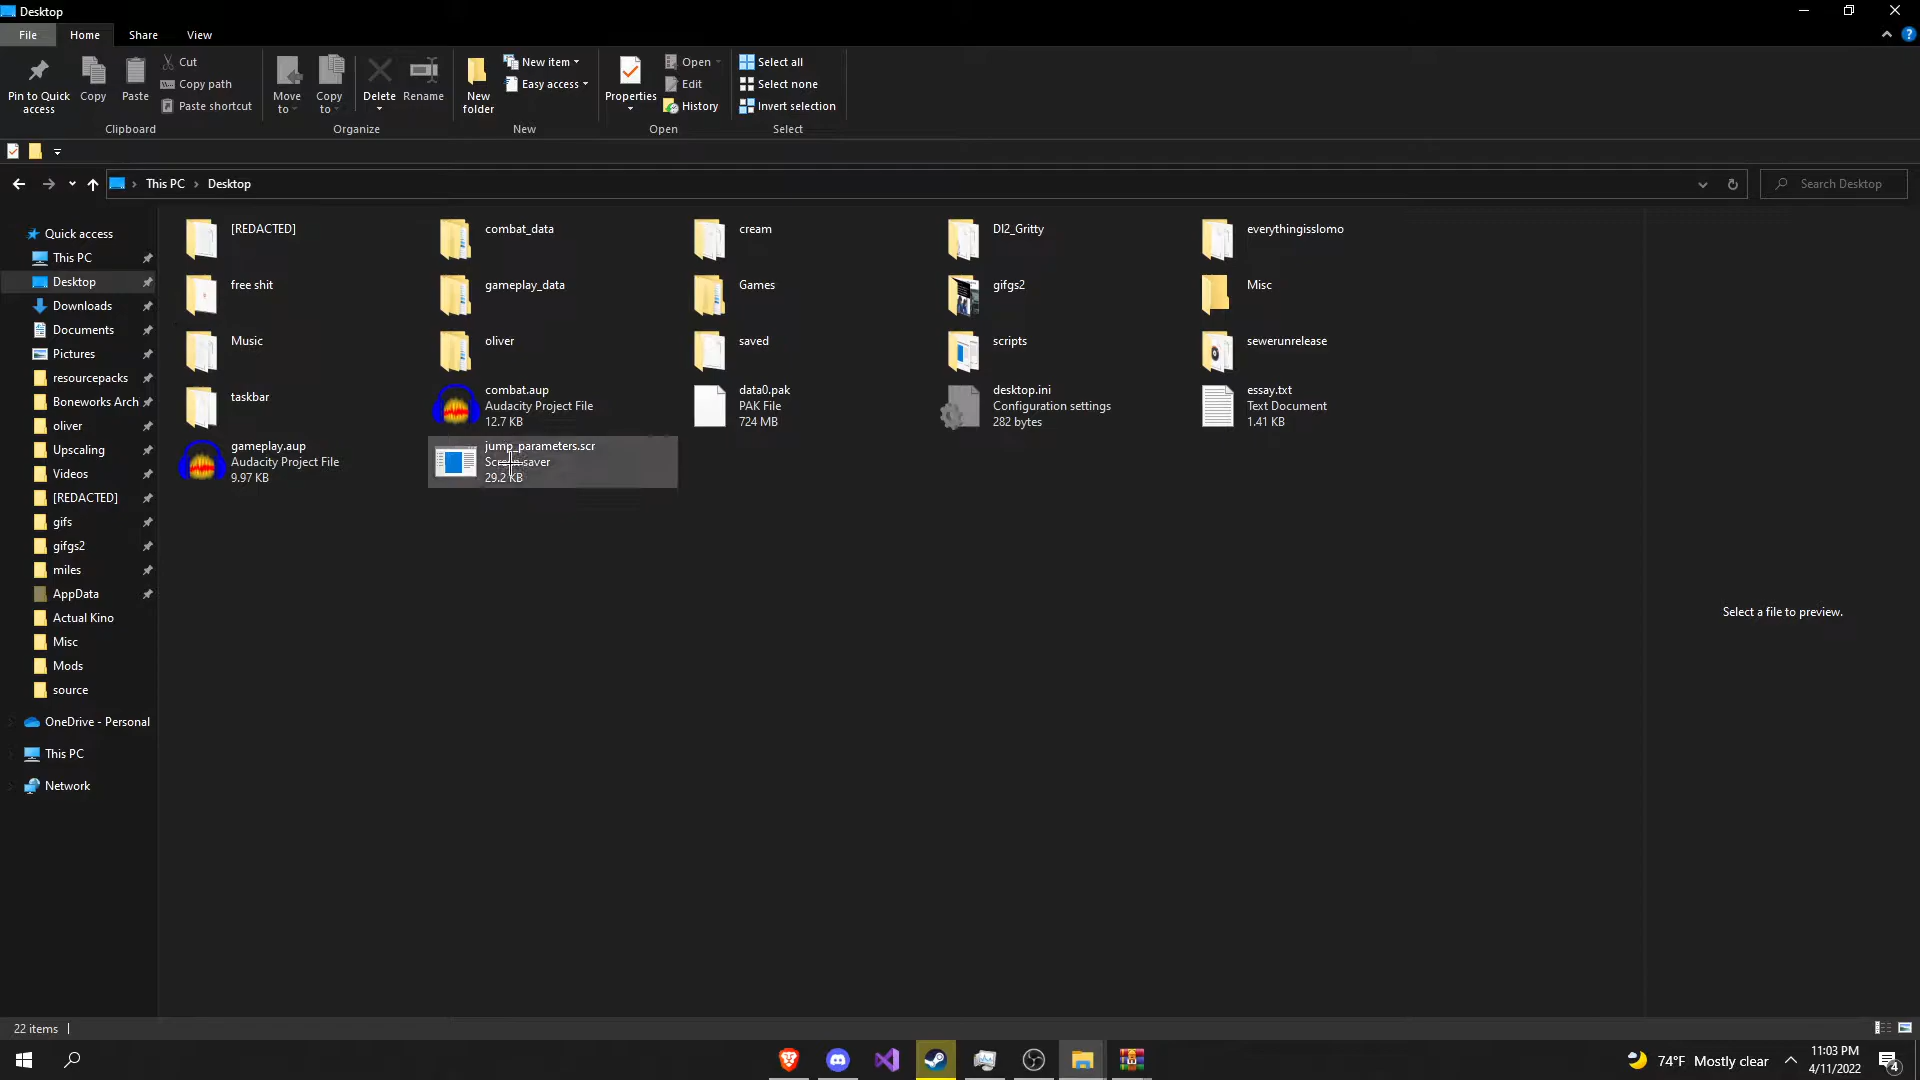 Desktop
File
Home
Share
View
Pin to Quick
access
Copy
Paste
Cut
Copy path
Paste shortcut
Clipboard
Move
to
Copy
to
Delete
Rename
Organize
New
folder
New item
Easy access
New
Properties
Open
Edit
History
Open
Select all
Select none
Invert selection
Select
This PC
Desktop
Search Desktop
Quick access
This PC
Desktop
Downloads
Documents
Pictures
resourcepacks
Boneworks Arch
oliver
Upscaling
Videos
[REDACTED]
gifs
gifgs2
miles
AppData
Actual Kino
Misc
Mods
source
OneDrive - Personal
This PC
Network
[REDACTED]
combat_data
cream
DI2_Gritty
everythingisslomo
free shit
gameplay_data
Games
gifgs2
Misc
Music
oliver
saved
scripts
sewerunrelease
taskbar
combat.aup
Audacity Project File
12.7 KB
data0.pak
PAK File
724 MB
desktop.ini
Configuration settings
282 bytes
essay.txt
Text Document
1.41 KB
gameplay.aup
Audacity Project File
9.97 KB
jump_parameters.scr
Screen saver
29.2 KB
Select a file to preview.
22 items
74°F Mostly clear
11:03 PM
4/11/2022
4